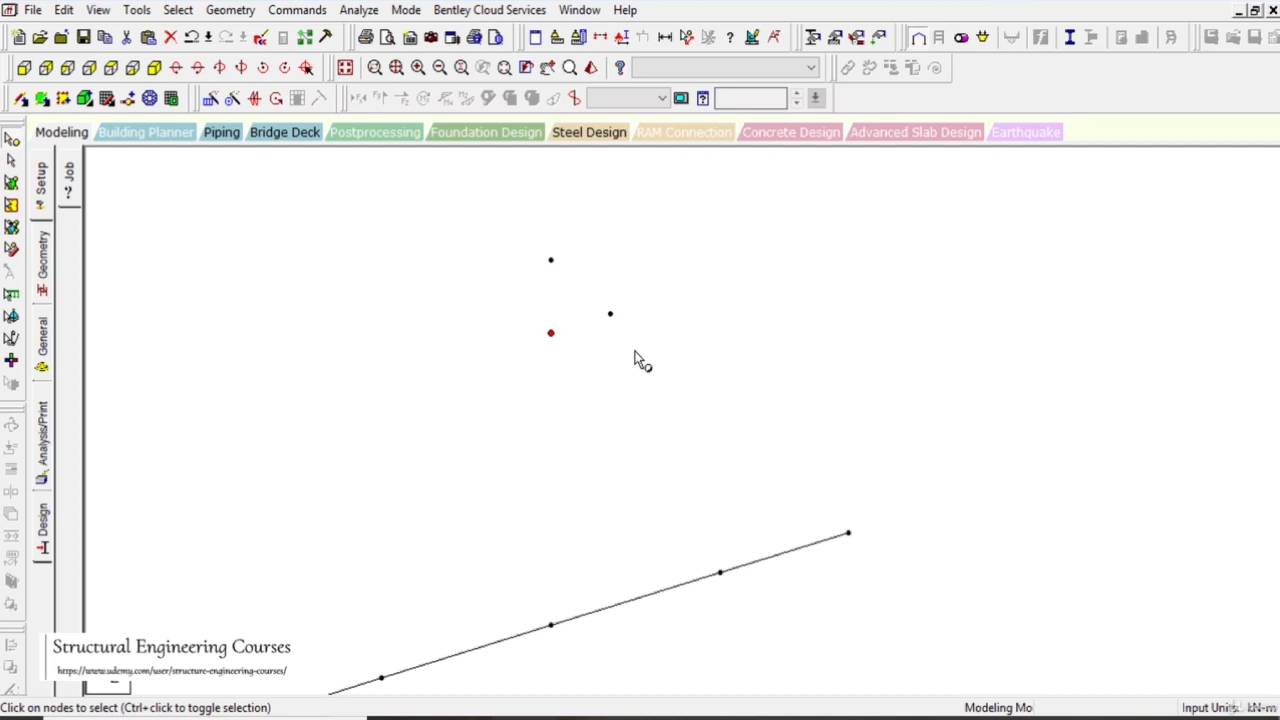 File Edit View Tools Select Geometry Commands Analyze Mode Bentley Cloud Services Window Help
Modeling Building Planner Piping Bridge Deck Postprocessing Foundation Design Steel Design RAM Connection Concrete Design Advanced Slab Design Earthquake
Setup
Job
Geometry
General
Analysis/Print
Design
Structural Engineering Courses
https://www.udemy.com/user/structure-engineering-courses/
Click on nodes to select (Ctrl+click to toggle selection) Modeling Mo Input Units: kN-m